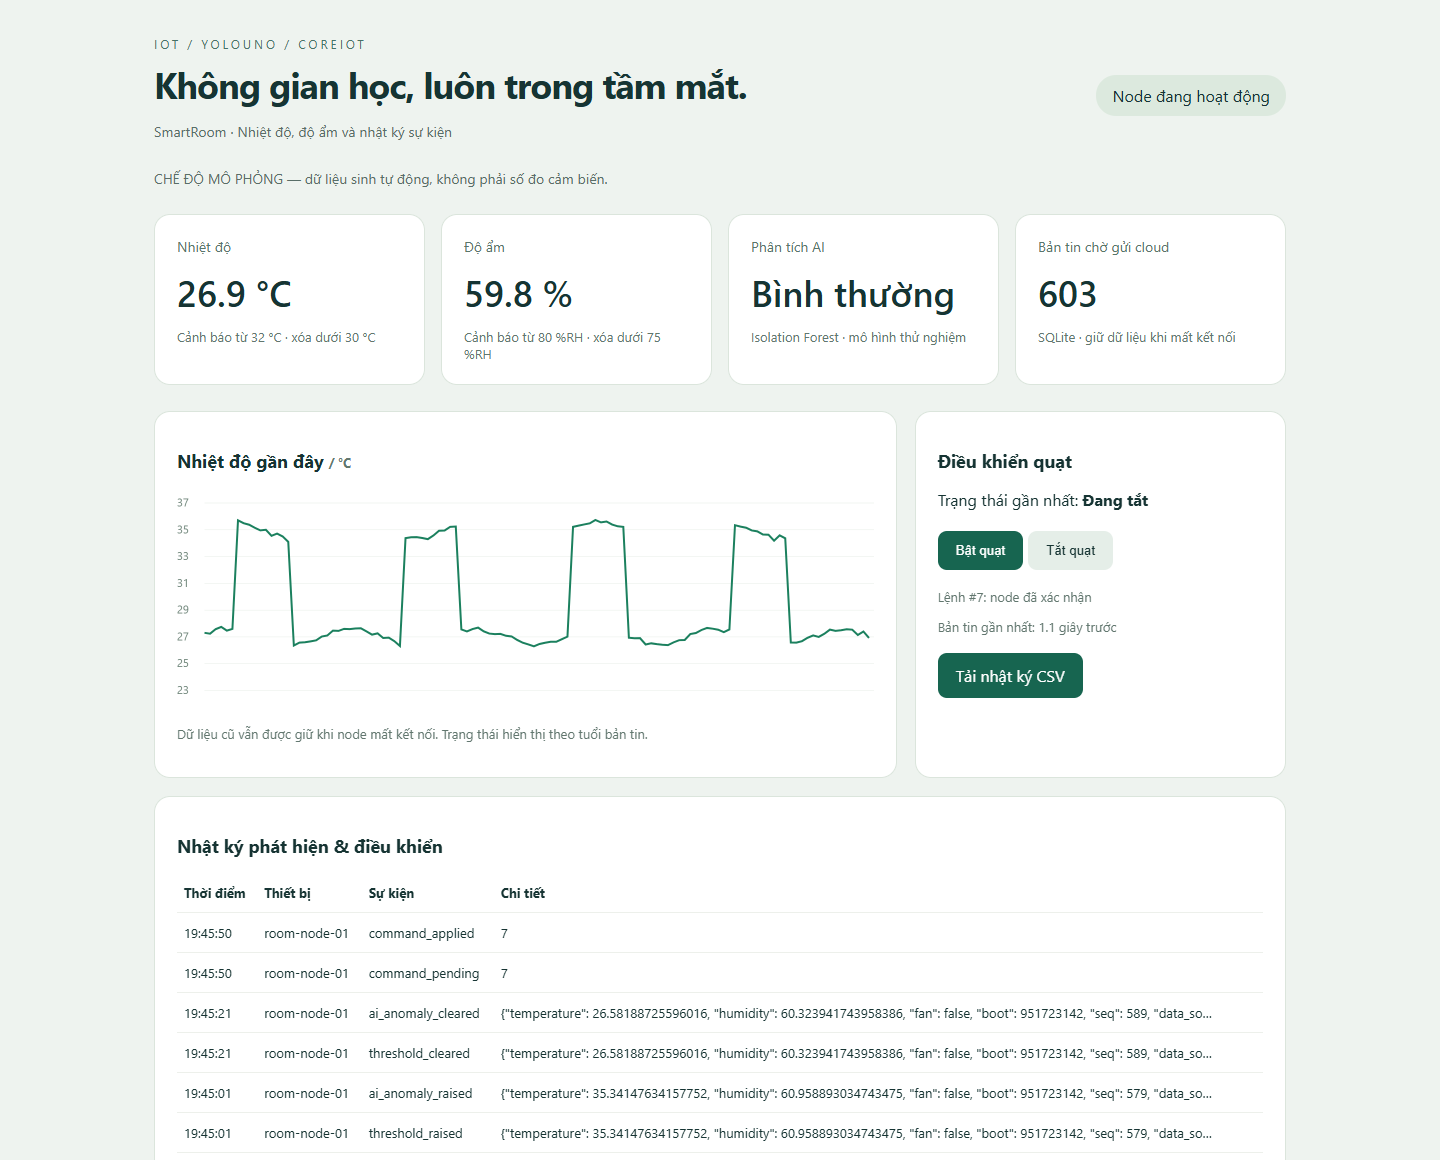 IOT / YOLOUNO / COREIOT
Không gian học, luôn trong tầm mắt.
Node đang hoạt động
SmartRoom · Nhiệt độ, độ ẩm và nhật ký sự kiện
CHẾ ĐỘ MÔ PHỎNG — dữ liệu sinh tự động, không phải số đo cảm biến.
Nhiệt độ
26.9 °C
Cảnh báo từ 32 °C · xóa dưới 30 °C
Độ ẩm
59.8 %
Cảnh báo từ 80 %RH · xóa dưới 75
%RH
Phân tích AI
Bình thường
Isolation Forest · mô hình thử nghiệm
Bản tin chờ gửi cloud
603
SQLite · giữ dữ liệu khi mất kết nối
Nhiệt độ gần đây / °C
37
35
33
31
29
27
25
23
Dữ liệu cũ vẫn được giữ khi node mất kết nối. Trạng thái hiển thị theo tuổi bản tin.
Điều khiển quạt
Trạng thái gần nhất: Đang tắt
Bật quạt
Tắt quạt
Lệnh #7: node đã xác nhận
Bản tin gần nhất: 1.1 giây trước
Tải nhật ký CSV
Nhật ký phát hiện & điều khiển
Thời điểm Thiết bị Sự kiện Chi tiết
19:45:50 room-node-01 command_applied 7
19:45:50 room-node-01 command_pending 7
19:45:21 room-node-01 ai_anomaly_cleared {"temperature": 26.58188725596016, "humidity": 60.323941743958386, "fan": false, "boot": 951723142, "seq": 589, "data_so...
19:45:21 room-node-01 threshold_cleared {"temperature": 26.58188725596016, "humidity": 60.323941743958386, "fan": false, "boot": 951723142, "seq": 589, "data_so...
19:45:01 room-node-01 ai_anomaly_raised {"temperature": 35.34147634157752, "humidity": 60.958893034743475, "fan": false, "boot": 951723142, "seq": 579, "data_so...
19:45:01 room-node-01 threshold_raised {"temperature": 35.34147634157752, "humidity": 60.958893034743475, "fan": false, "boot": 951723142, "seq": 579, "data_so...